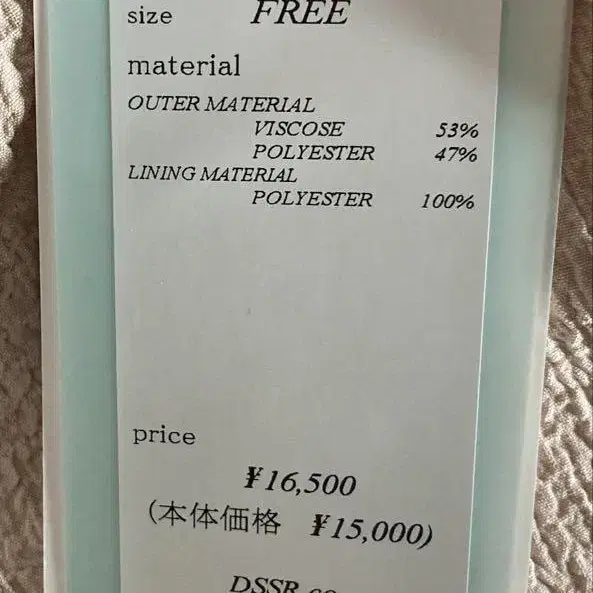 size FREE
material
OUTER MATERIAL
VISCOSE 53%
POLYESTER 47%
LINING MATERIAL
POLYESTER 100%
price
¥16,500
(本体価格 ¥15,000)
DSSR